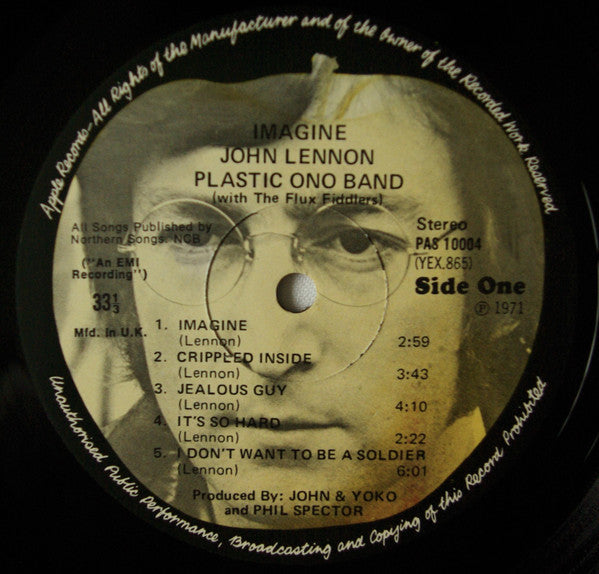 Apple Records—All Rights of the Manufacturer and of the Owner of the Recorded Work Reserved
IMAGINE
JOHN LENNON
PLASTIC ONO BAND
(with The Flux Fiddlers)
All Songs Published by
Northern Songs. NCB
("An EMI
Recording")
33⅓
Mfd. In U.K.
Stereo
PAS 10004
(YEX.865)
Side One
℗ 1971
1. IMAGINE
(Lennon) 2:59
2. CRIPPLED INSIDE
(Lennon) 3:43
3. JEALOUS GUY
(Lennon) 4:10
4. IT'S SO HARD
(Lennon) 2:22
5. I DON'T WANT TO BE A SOLDIER
(Lennon) 6:01
Produced By: JOHN & YOKO
and PHIL SPECTOR
Unauthorised Public Performance, Broadcasting and Copying of this Record Prohibited